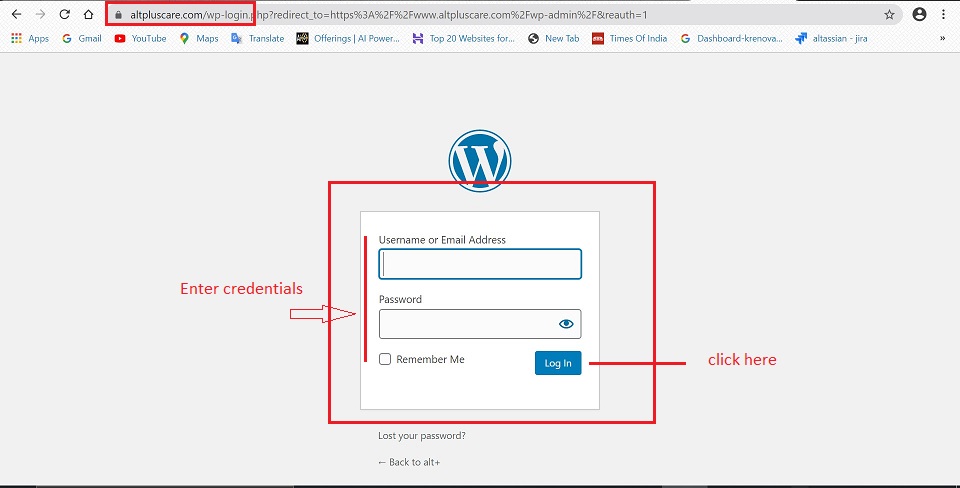 altpluscare.com/wp-login.php?redirect_to=https%3A%2F%2Fwww.altpluscare.com%2Fwp-admin%2F&reauth=1
Apps Gmail YouTube Maps Translate Offerings | AI Power... Top 20 Websites for... New Tab Times Of India Dashboard-krenova... altassian - jira »
Username or Email Address
Enter credentials
Password
Remember Me
Log In
click here
Lost your password?
← Back to alt+